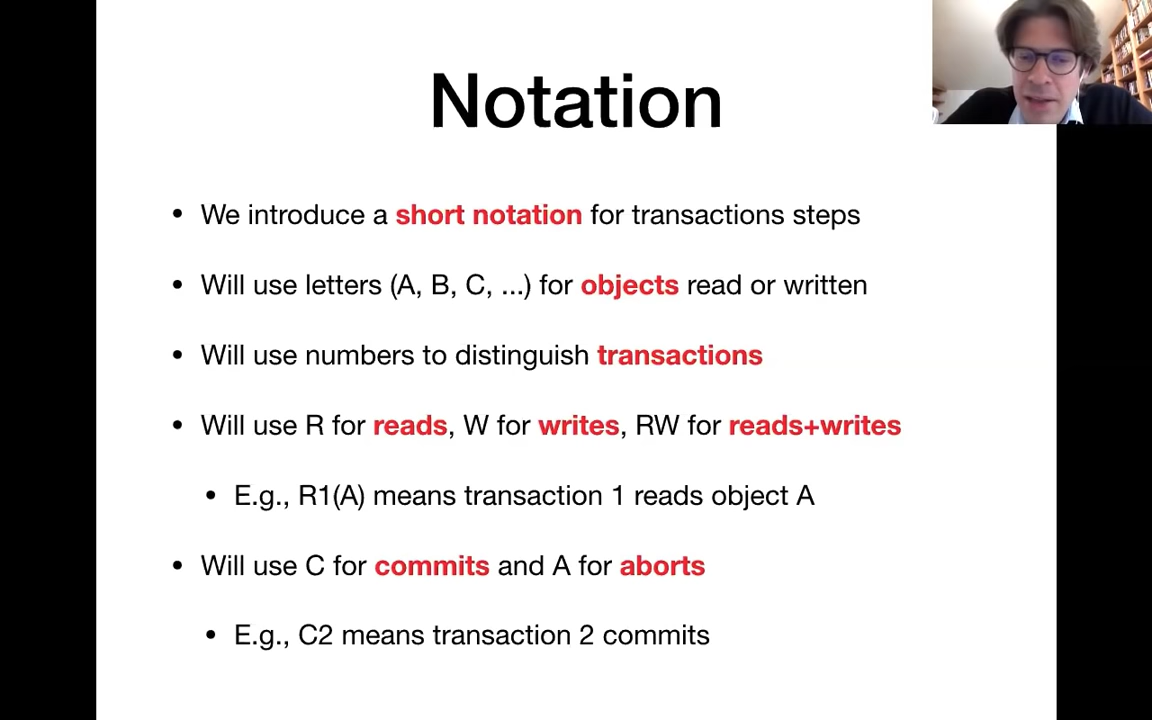 Notation
• We introduce a short notation for transactions steps
• Will use letters (A, B, C, ...) for objects read or written
• Will use numbers to distinguish transactions
• Will use R for reads, W for writes, RW for reads+writes
• E.g., R1(A) means transaction 1 reads object A
• Will use C for commits and A for aborts
• E.g., C2 means transaction 2 commits